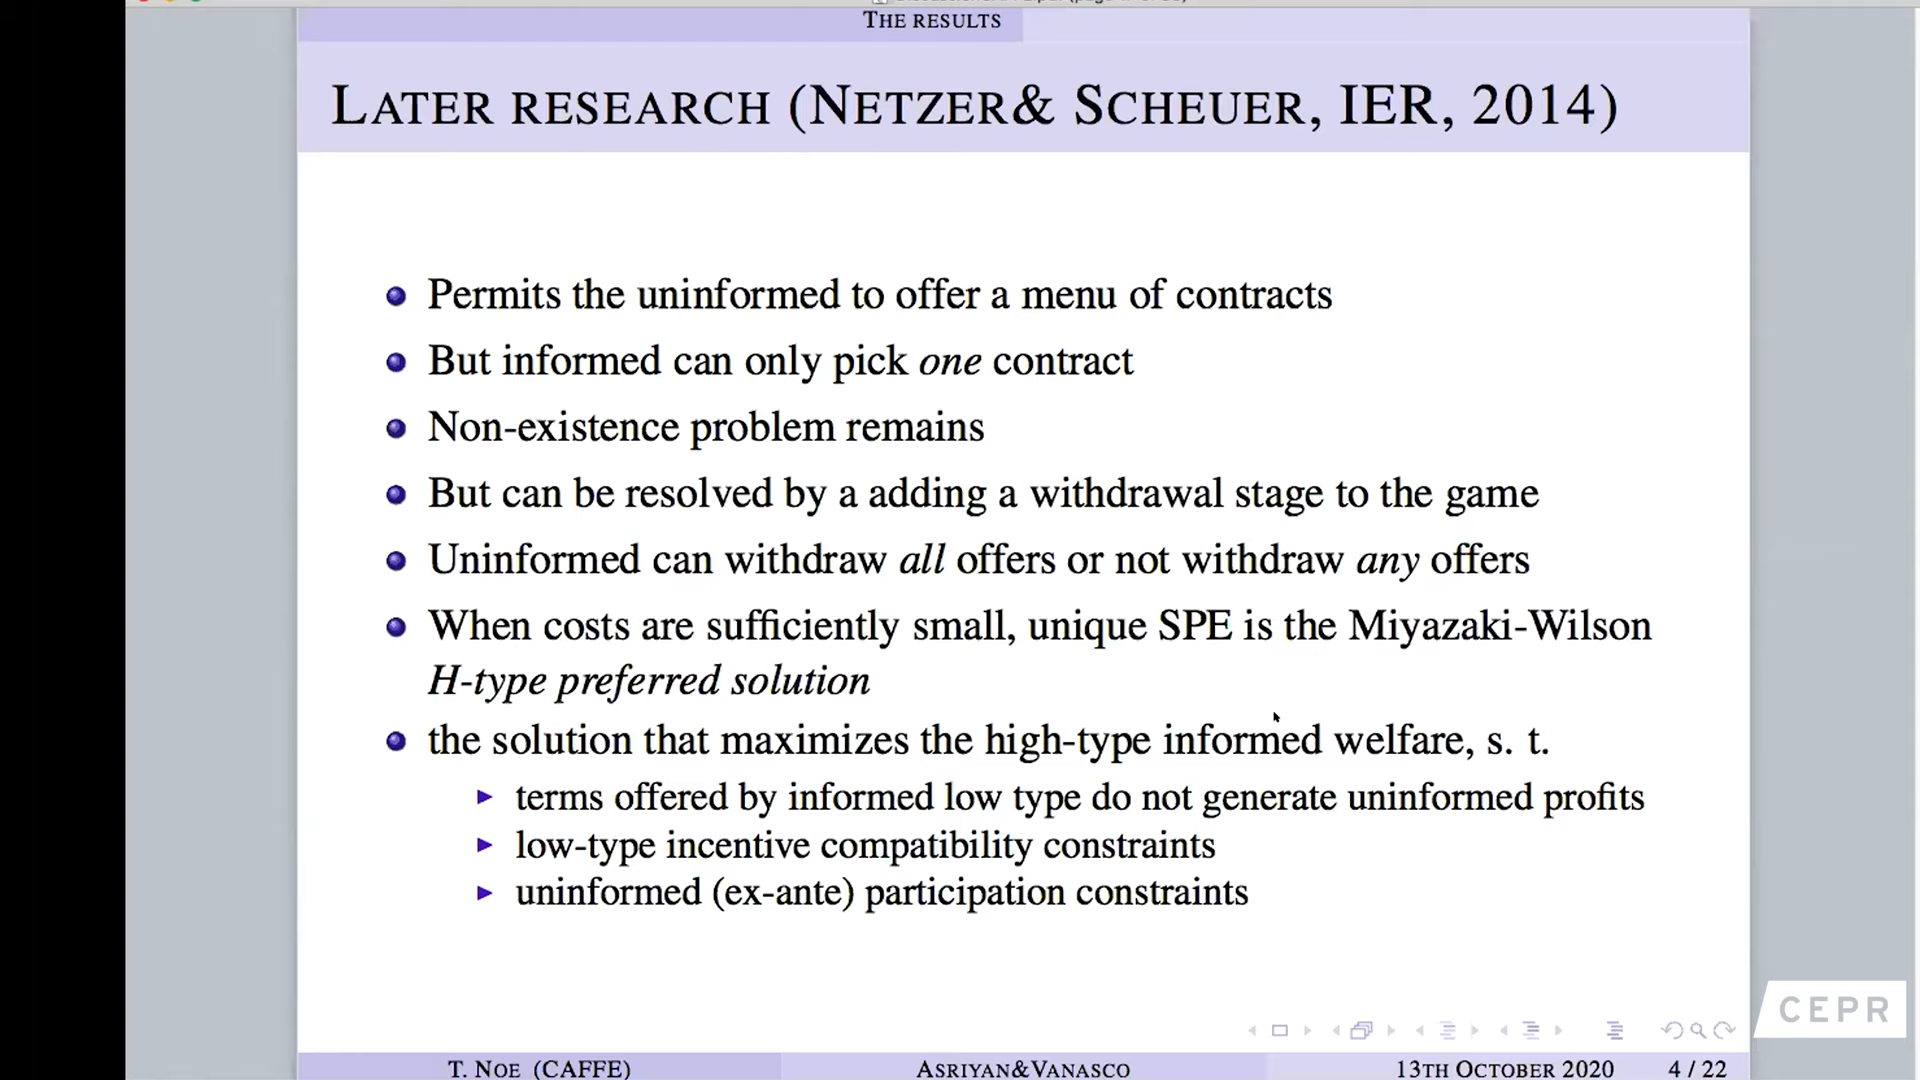 THE RESULTS
LATER RESEARCH (NETZER& SCHEUER, IER, 2014)
Permits the uninformed to offer a menu of contracts
But informed can only pick one contract
Non-existence problem remains
But can be resolved by a adding a withdrawal stage to the game
Uninformed can withdraw all offers or not withdraw any offers
When costs are sufficiently small, unique SPE is the Miyazaki-Wilson
H-type preferred solution
the solution that maximizes the high-type informed welfare, s. t.
terms offered by informed low type do not generate uninformed profits
low-type incentive compatibility constraints
uninformed (ex-ante) participation constraints
CEPR
T. NOE (CAFFE) ASRIYAN&VANASCO 13TH OCTOBER 2020 4 / 22